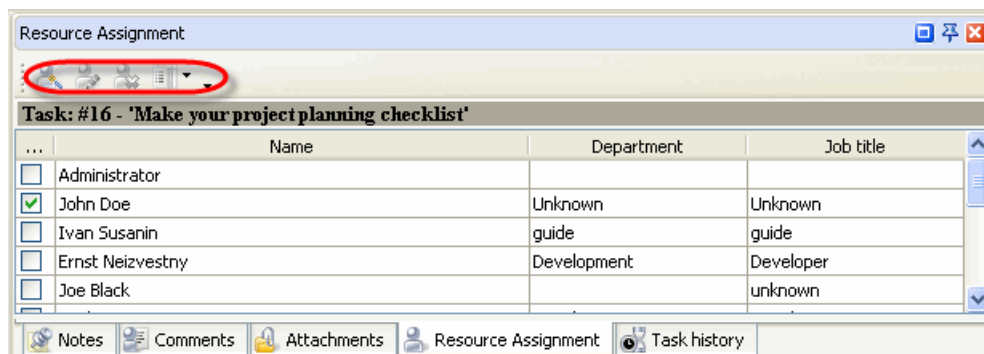 Resource Assignment
Task: #16 - 'Make your project planning checklist'
... Name Department Job title
Administrator
John Doe Unknown Unknown
Ivan Susanin guide guide
Ernst Neizvestny Development Developer
Joe Black unknown
Notes Comments Attachments Resource Assignment Task history